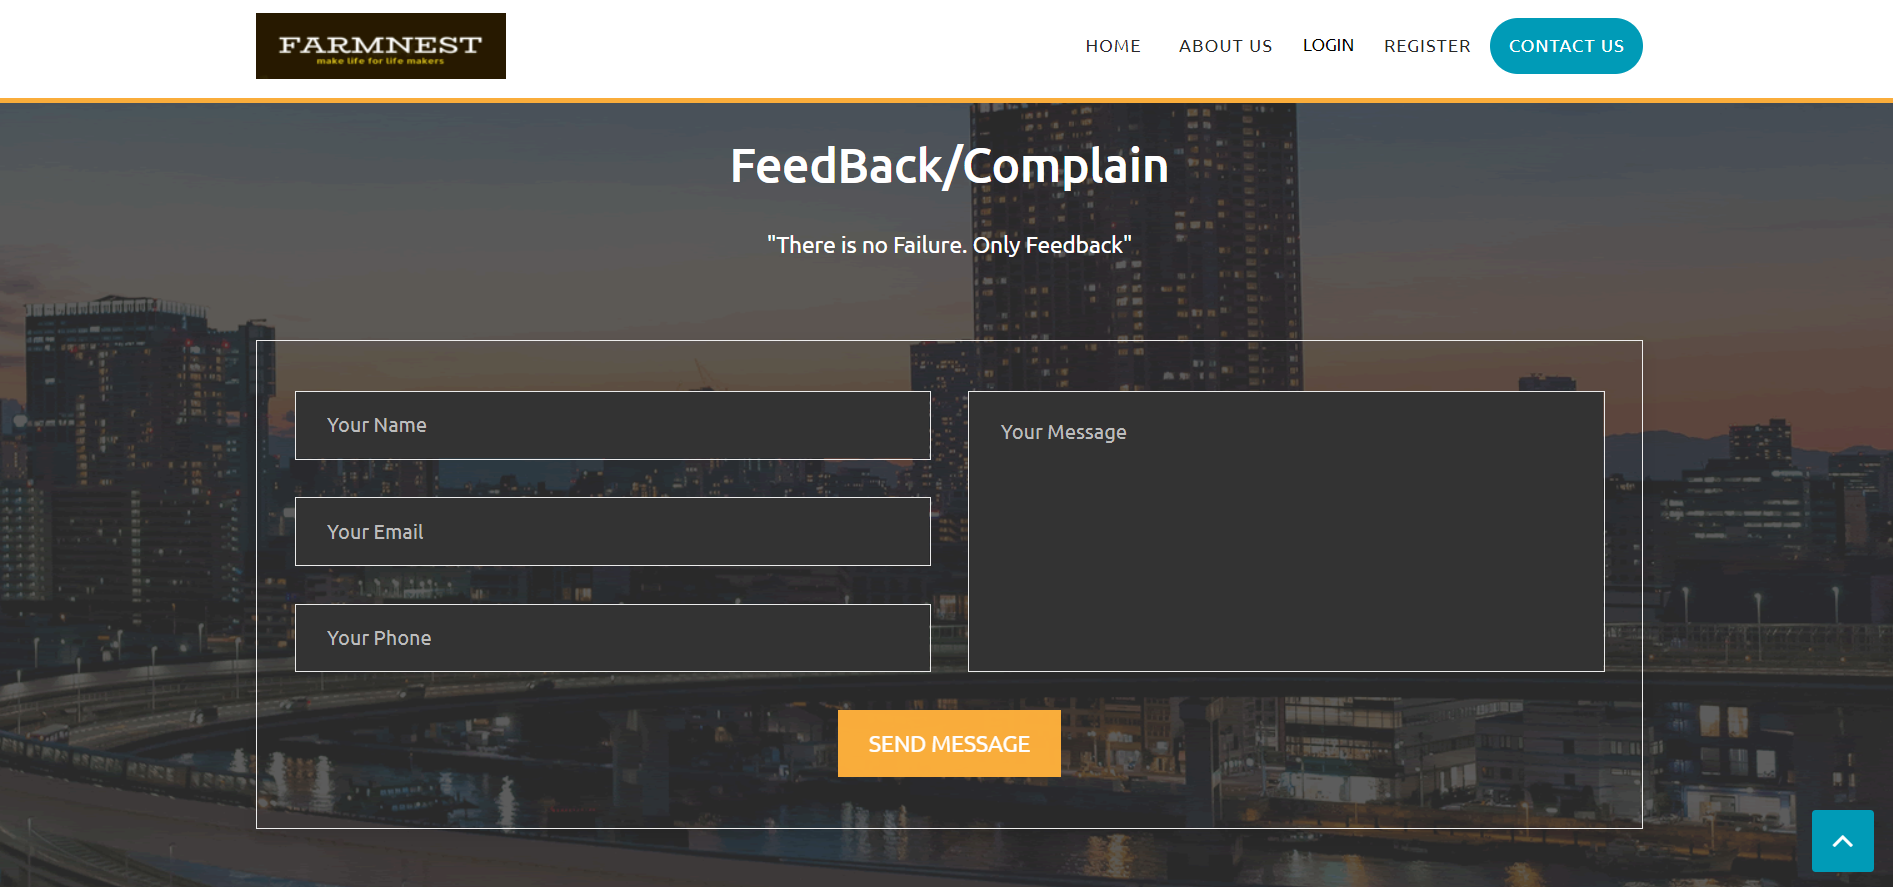 FARMNEST
make life for life makers
HOME
ABOUT US
LOGIN
REGISTER
CONTACT US
FeedBack/Complain
"There is no Failure. Only Feedback"
Your Name
Your Message
Your Email
Your Phone
SEND MESSAGE